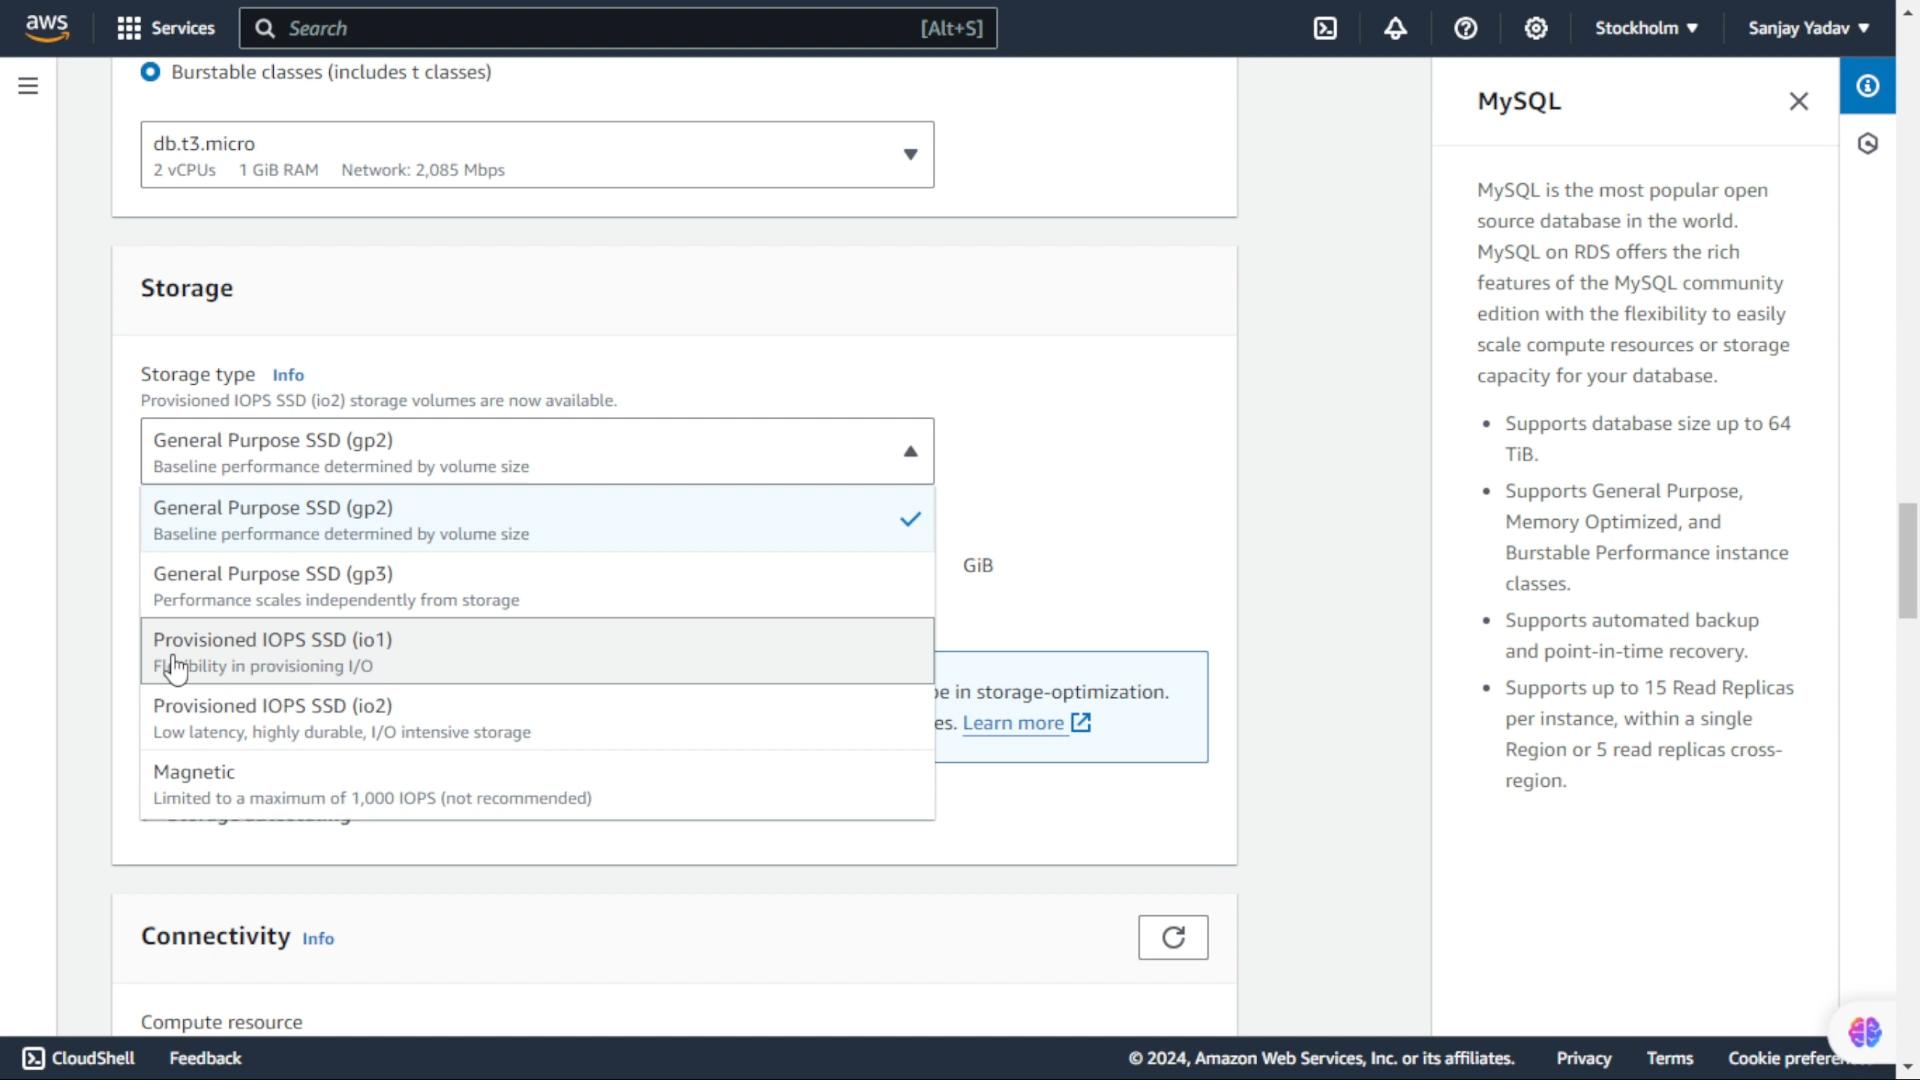 aws
Services
Search
[Alt+S]
Stockholm
Sanjay Yadav
Burstable classes (includes t classes)
db.t3.micro
2 vCPUs 1 GiB RAM Network: 2,085 Mbps
Storage
Storage type Info
Provisioned IOPS SSD (io2) storage volumes are now available.
General Purpose SSD (gp2)
Baseline performance determined by volume size
General Purpose SSD (gp2)
Baseline performance determined by volume size
General Purpose SSD (gp3)
Performance scales independently from storage
GiB
Provisioned IOPS SSD (io1)
bility in provisioning I/O
Provisioned IOPS SSD (io2)
Low latency, highly durable, I/O intensive storage
in storage-optimization.
Learn more
Magnetic
Limited to a maximum of 1,000 IOPS (not recommended)
Connectivity Info
Compute resource
MySQL
MySQL is the most popular open
source database in the world.
MySQL on RDS offers the rich
features of the MySQL community
edition with the flexibility to easily
scale compute resources or storage
capacity for your database.
• Supports database size up to 64
TiB.
• Supports General Purpose,
Memory Optimized, and
Burstable Performance instance
classes.
• Supports automated backup
and point-in-time recovery.
• Supports up to 15 Read Replicas
per instance, within a single
Region or 5 read replicas cross-
region.
CloudShell
Feedback
© 2024, Amazon Web Services, Inc. or its affiliates.
Privacy
Terms
Cookie prefere